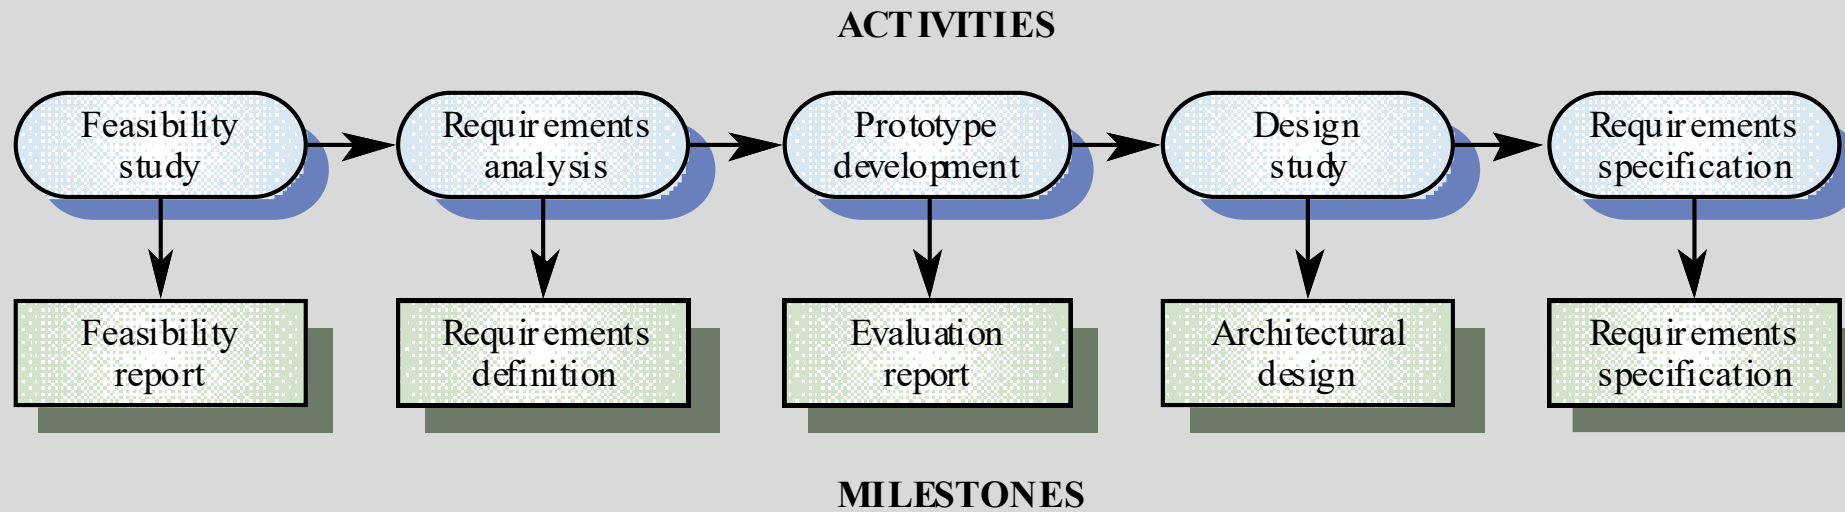 ACTIVITIES
Feasibility
study
Requirements
analysis
Prototype
development
Design
study
Requirements
specification
Feasibility
report
Requirements
definition
Evaluation
report
Architectural
design
Requirements
specification
MILESTONES